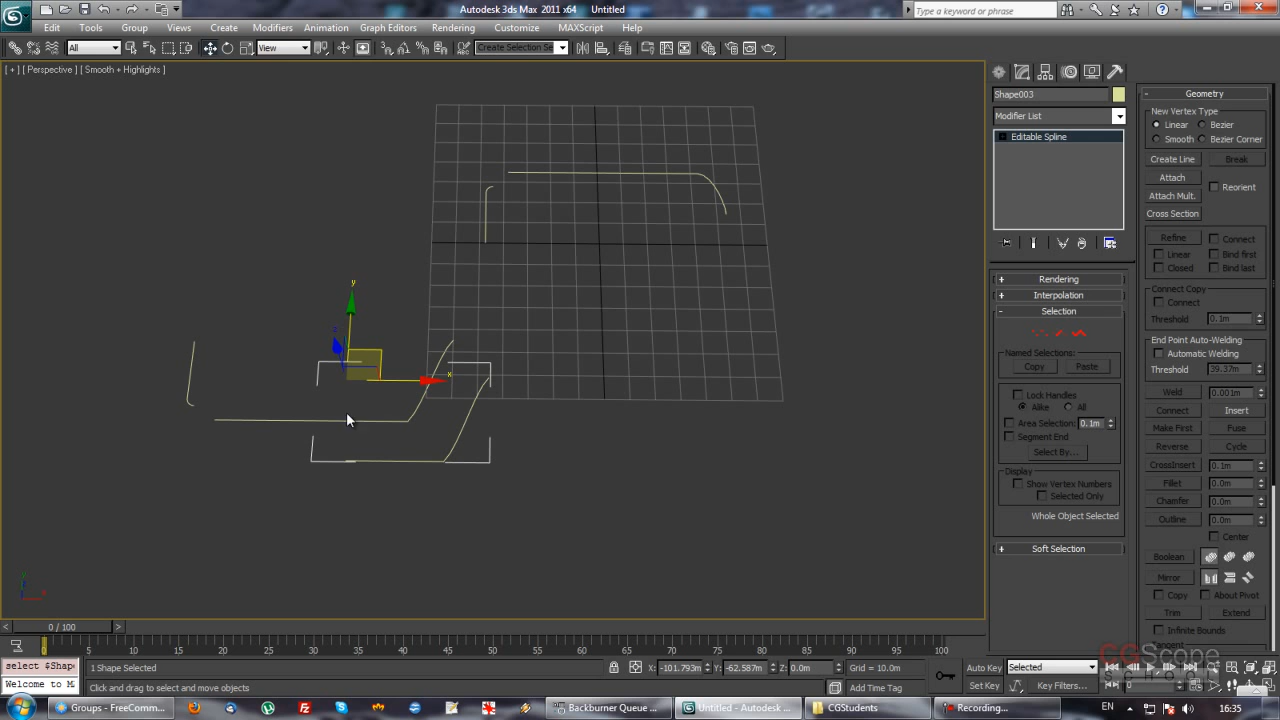 Autodesk 3ds Max 2011 x64 Untitled
Type a keyword or phrase
Edit Tools Group Views Create Modifiers Animation Graph Editors Rendering Customize MAXScript Help
All View Create Selection Se
[ + ] [ Perspective ] [ Smooth + Highlights ]
Shape003
Modifier List
Editable Spline
Rendering
Interpolation
Selection
Named Selections:
Copy Paste
Lock Handles
Alike All
Area Selection: 0.1m
Segment End
Select By...
Display
Show Vertex Numbers
Selected Only
Whole Object Selected
Soft Selection
Geometry
New Vertex Type
Linear Bezier
Smooth Bezier Corner
Create Line Break
Attach
Reorient
Attach Mult.
Cross Section
Refine Connect
Linear Bind first
Closed Bind last
Connect Copy
Connect
Threshold 0.1m
End Point Auto-Welding
Automatic Welding
Threshold 39.37m
Weld 0.001m
Connect Insert
Make First Fuse
Reverse Cycle
CrossInsert 0.1m
Fillet 0.0m
Chamfer 0.0m
Outline 0.0m
Center
Boolean
Mirror
Copy About Pivot
Trim Extend
Infinite Bounds
y
x
0 / 100
0 5 10 15 20 25 30 35 40 45 50 55 60 65 70 75 80 85 90 95 100
select $Shap
Welcome to M
1 Shape Selected
Click and drag to select and move objects
X: -101.793m Y: -62.587m Z: 0.0m Grid = 10.0m
Add Time Tag
Auto Key Selected
Set Key Key Filters... 0
CGScope
SCHOOL
Groups - FreeComm... Backburner Queue ... Untitled - Autodesk ... CGStudents Recording... EN 16:35